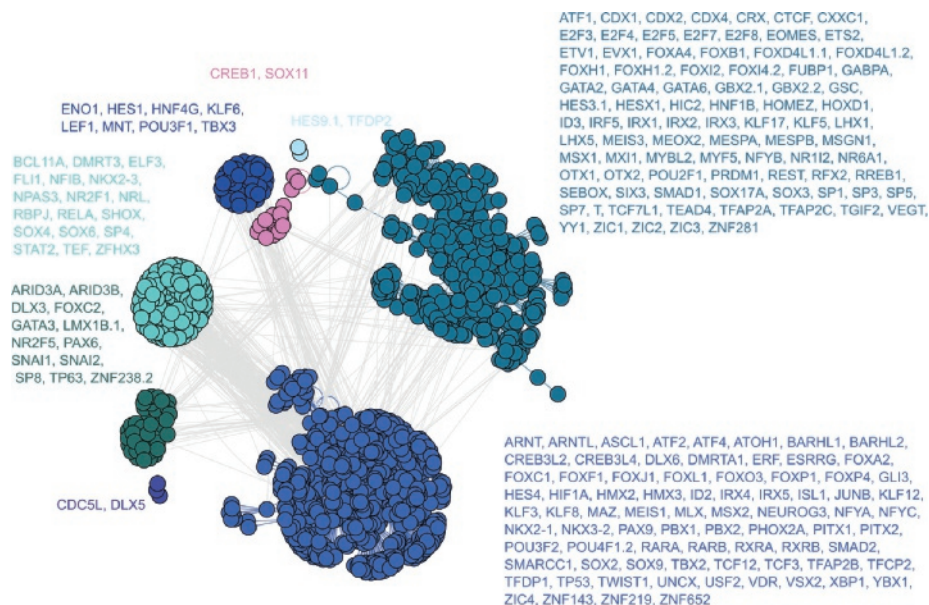 CREB1, SOX11
ENO1, HES1, HNF4G, KLF6,
LEF1, MNT, POU3F1, TBX3
HES9.1, TFDP2
BCL11A, DMRT3, ELF3,
FLI1, NFIB, NKX2-3,
NPAS3, NR2F1, NRL,
RBPJ, RELA, SHOX,
SOX4, SOX6, SP4,
STAT2, TEF, ZFHX3
ARID3A, ARID3B,
DLX3, FOXC2,
GATA3, LMX1B.1,
NR2F5, PAX6,
SNAI1, SNAI2,
SP8, TP63, ZNF238.2
CDC5L, DLX5
ATF1, CDX1, CDX2, CDX4, CRX, CTCF, CXXC1,
E2F3, E2F4, E2F5, E2F7, E2F8, EOMES, ETS2,
ETV1, EVX1, FOXA4, FOXB1, FOXD4L1.1, FOXD4L1.2,
FOXH1, FOXH1.2, FOXI2, FOXI4.2, FUBP1, GABPA,
GATA2, GATA4, GATA6, GBX2.1, GBX2.2, GSC,
HES3.1, HESX1, HIC2, HNF1B, HOMEZ, HOXD1,
ID3, IRF5, IRX1, IRX2, IRX3, KLF17, KLF5, LHX1,
LHX5, MEIS3, MEOX2, MESPA, MESPB, MSGN1,
MSX1, MXI1, MYBL2, MYF5, NFYB, NR1I2, NR6A1,
OTX1, OTX2, POU2F1, PRDM1, REST, RFX2, RREB1,
SEBOX, SIX3, SMAD1, SOX17A, SOX3, SP1, SP3, SP5,
SP7, T, TCF7L1, TEAD4, TFAP2A, TFAP2C, TGIF2, VEGT,
YY1, ZIC1, ZIC2, ZIC3, ZNF281
ARNT, ARNTL, ASCL1, ATF2, ATF4, ATOH1, BARHL1, BARHL2,
CREB3L2, CREB3L4, DLX6, DMRTA1, ERF, ESRRG, FOXA2,
FOXC1, FOXF1, FOXJ1, FOXL1, FOXO3, FOXP1, FOXP4, GLI3,
HES4, HIF1A, HMX2, HMX3, ID2, IRX4, IRX5, ISL1, JUNB, KLF12,
KLF3, KLF8, MAZ, MEIS1, MLX, MSX2, NEUROG3, NFYA, NFYC,
NKX2-1, NKX3-2, PAX9, PBX1, PBX2, PHOX2A, PITX1, PITX2,
POU3F2, POU4F1.2, RARA, RARB, RXRA, RXRB, SMAD2,
SMARCC1, SOX2, SOX9, TBX2, TCF12, TCF3, TFAP2B, TFCP2,
TFDP1, TP53, TWIST1, UNCX, USF2, VDR, VSX2, XBP1, YBX1,
ZIC4, ZNF143, ZNF219, ZNF652